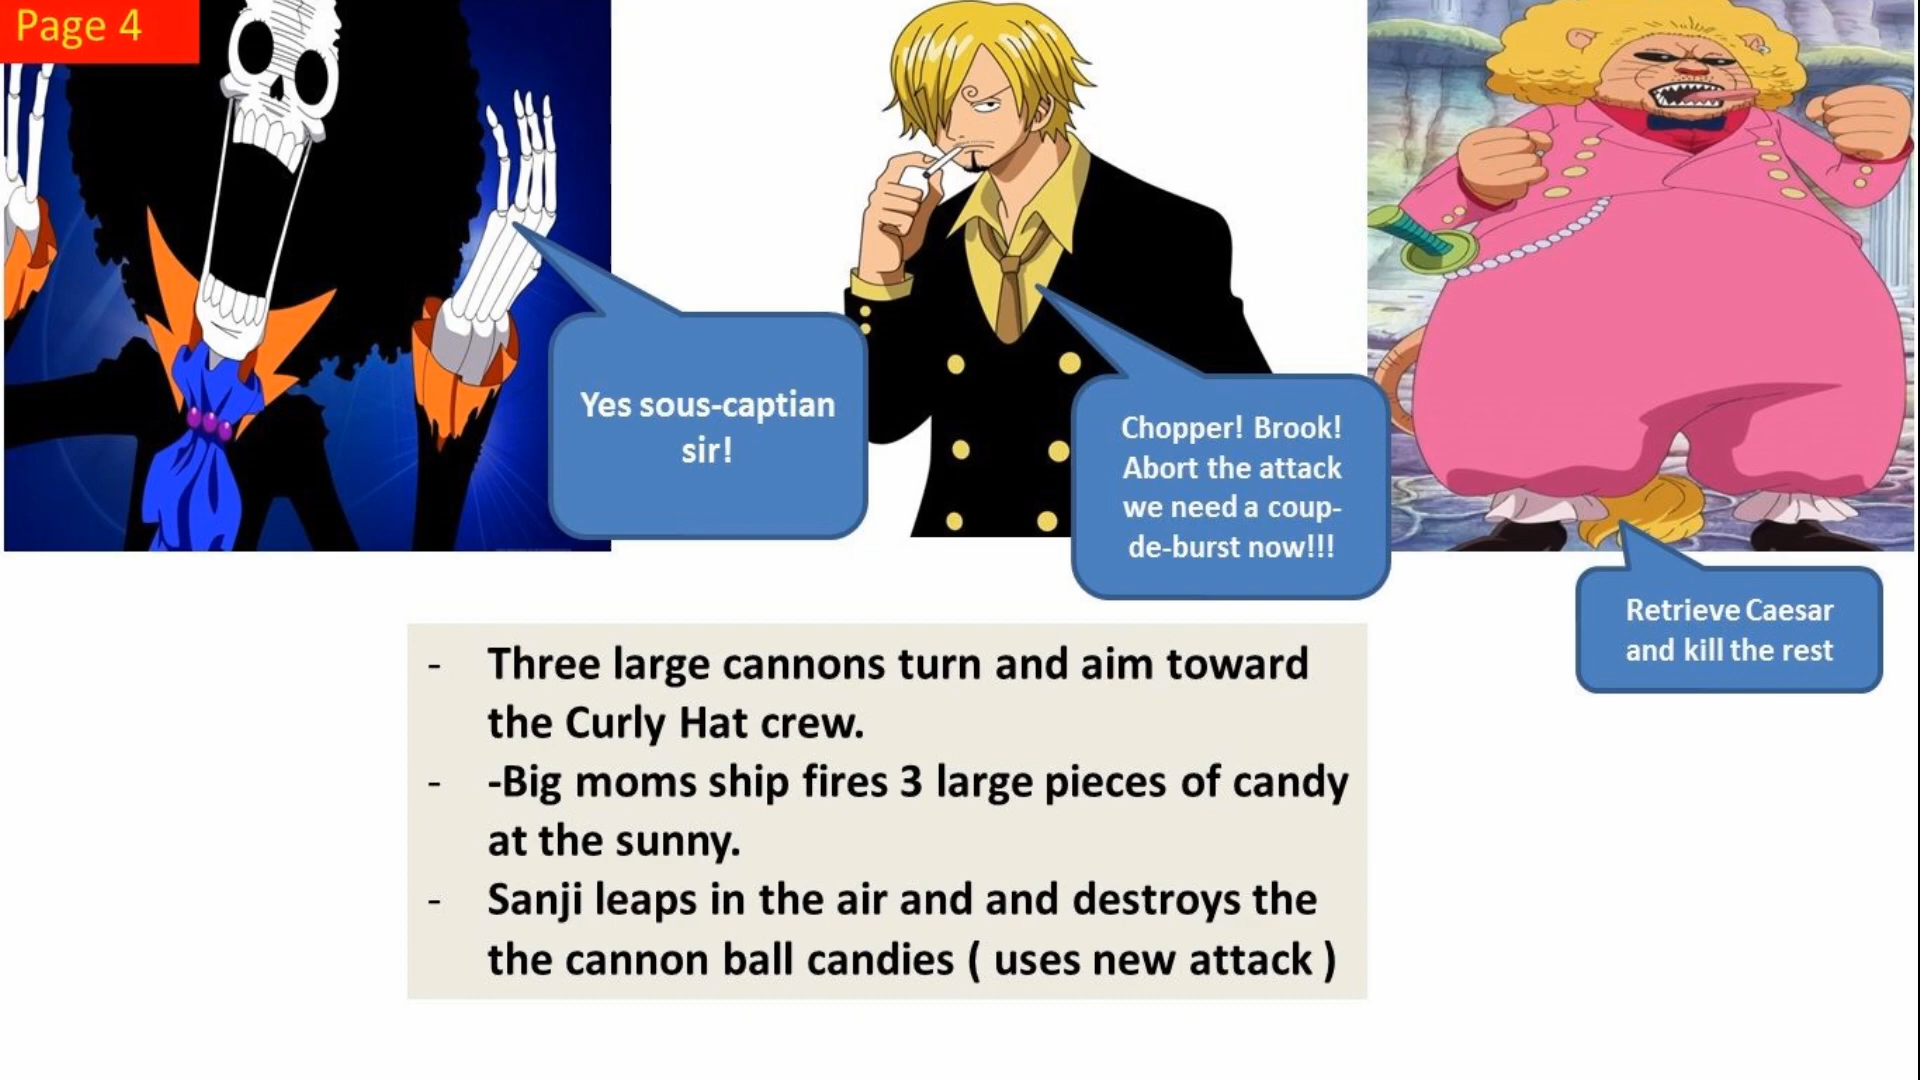 Page 4
Yes sous-captian
sir!
Chopper! Brook!
Abort the attack
we need a coup-
de-burst now!!!
Retrieve Caesar
and kill the rest
- Three large cannons turn and aim toward
the Curly Hat crew.
- -Big moms ship fires 3 large pieces of candy
at the sunny.
- Sanji leaps in the air and and destroys the
the cannon ball candies ( uses new attack )